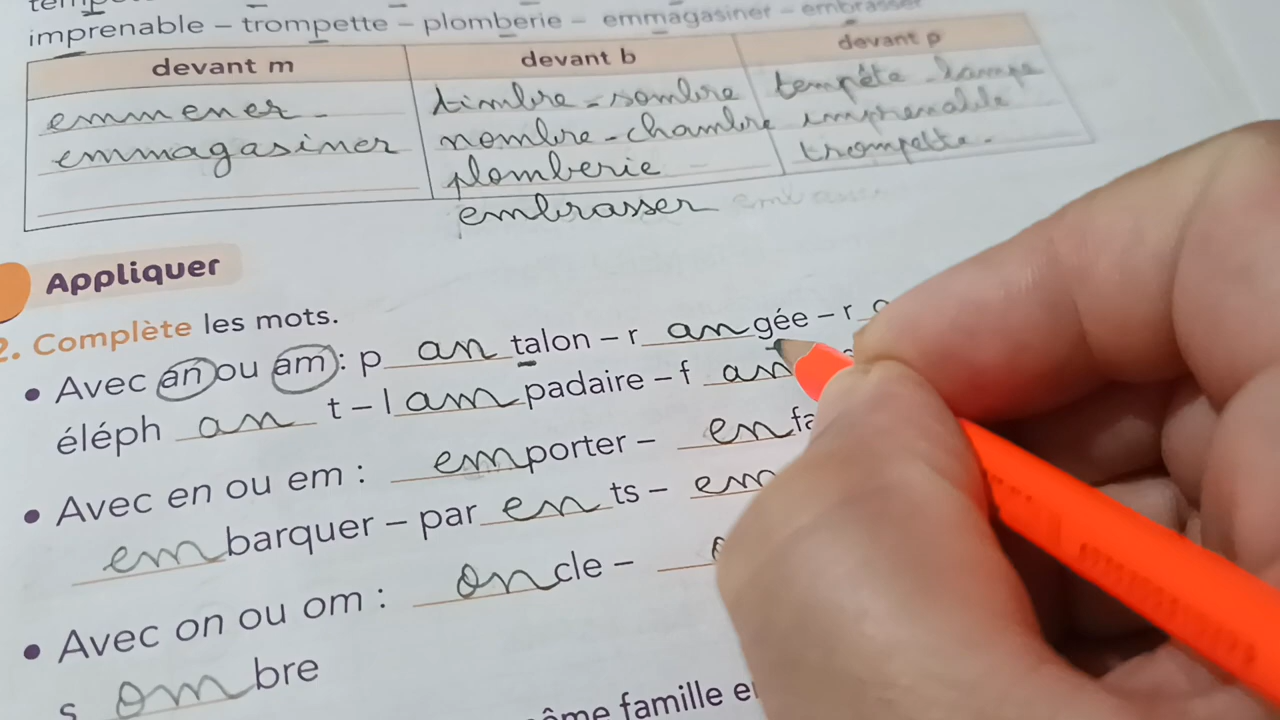 imprenable – trompette – plomberie – emmagasiner – embrasser
devant m devant b devant p
emmener - timbre - sombre tempête - lampe
emmagasiner nombre - chambre imprenable
plomberie trompette.
embrasser
Appliquer
2. Complète les mots.
• Avec an ou am : p an talon – r an gée – r
éléph an t – l am padaire – f an
• Avec en ou em : em porter – en fa
em barquer – par en ts – em
• Avec on ou om : on cle –
s om bre
ôme famille